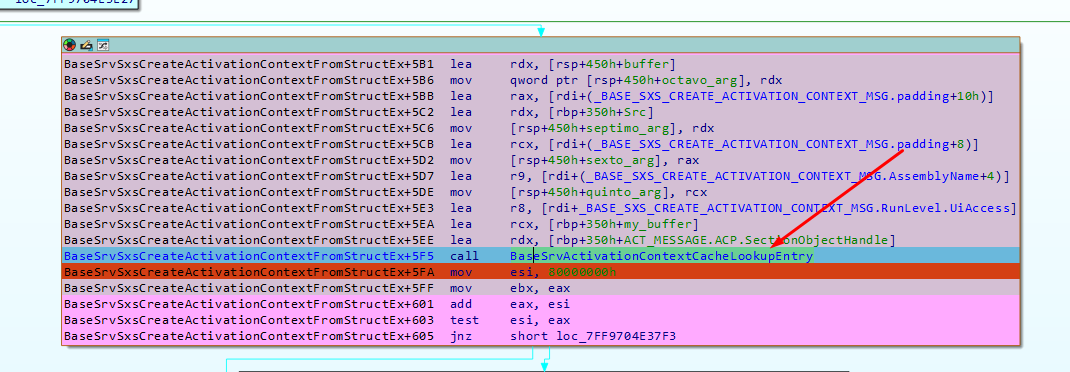 BaseSrvSxsCreateActivationContextFromStructEx+5B1 lea rdx, [rsp+450h+buffer]
BaseSrvSxsCreateActivationContextFromStructEx+5B6 mov qword ptr [rsp+450h+octavo_arg], rdx
BaseSrvSxsCreateActivationContextFromStructEx+5BB lea rax, [rdi+(_BASE_SXS_CREATE_ACTIVATION_CONTEXT_MSG.padding+10h)]
BaseSrvSxsCreateActivationContextFromStructEx+5C2 lea rdx, [rbp+350h+Src]
BaseSrvSxsCreateActivationContextFromStructEx+5C6 mov [rsp+450h+septimo_arg], rdx
BaseSrvSxsCreateActivationContextFromStructEx+5CB lea rcx, [rdi+(_BASE_SXS_CREATE_ACTIVATION_CONTEXT_MSG.padding+8)]
BaseSrvSxsCreateActivationContextFromStructEx+5D2 mov [rsp+450h+sexto_arg], rax
BaseSrvSxsCreateActivationContextFromStructEx+5D7 lea r9, [rdi+(_BASE_SXS_CREATE_ACTIVATION_CONTEXT_MSG.AssemblyName+4)]
BaseSrvSxsCreateActivationContextFromStructEx+5DE mov [rsp+450h+quinto_arg], rcx
BaseSrvSxsCreateActivationContextFromStructEx+5E3 lea r8, [rdi+_BASE_SXS_CREATE_ACTIVATION_CONTEXT_MSG.RunLevel.UiAccess]
BaseSrvSxsCreateActivationContextFromStructEx+5EA lea rcx, [rbp+350h+my_buffer]
BaseSrvSxsCreateActivationContextFromStructEx+5EE lea rdx, [rbp+350h+ACT_MESSAGE.ACP.SectionObjectHandle]
BaseSrvSxsCreateActivationContextFromStructEx+5F5 call BaseSrvActivationContextCacheLookupEntry
BaseSrvSxsCreateActivationContextFromStructEx+5FA mov esi, 80000000h
BaseSrvSxsCreateActivationContextFromStructEx+5FF mov ebx, eax
BaseSrvSxsCreateActivationContextFromStructEx+601 add eax, esi
BaseSrvSxsCreateActivationContextFromStructEx+603 test esi, eax
BaseSrvSxsCreateActivationContextFromStructEx+605 jnz short loc_7FF9704E37F3